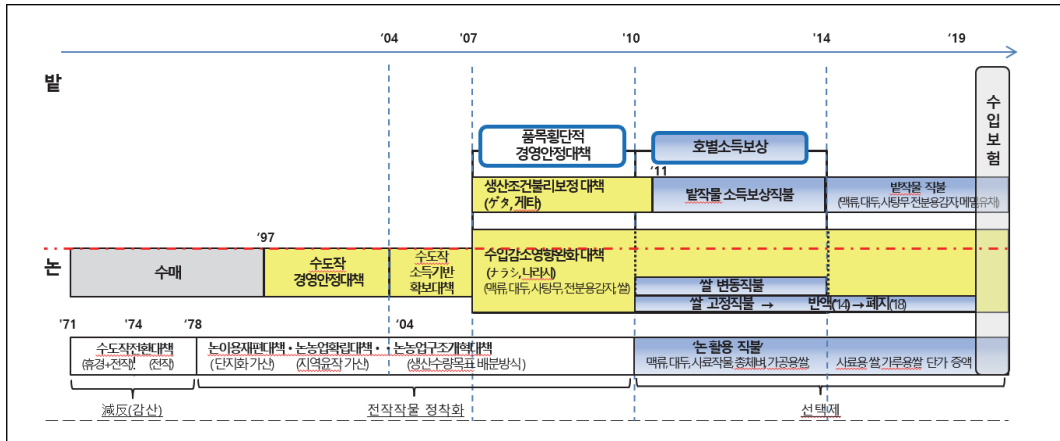 ‘04 ‘07 '10 '14 ‘19
밭
수입보험
품목횡단적
경영안정대책
호별소득보상
‘11
생산조건불리보정 대책
(ゲタ, 게타)
밭작물 소득보상직불
밭작물 직불
(맥류, 대두, 사탕무, 전분용감자, 메밀, 유채)
‘97
논
수매
수도작
경영안정대책
수도작
소득기반
확보대책
수입감소영향완화 대책
(ナラシ, 나라시)
(맥류, 대두, 사탕무, 전분용감자, 쌀)
쌀 변동직불
쌀 고정직불 → 반액('14) → 폐지('18)
'71 '74 '78 ‘04
수도작전환대책
(휴경+전작) (전작)
논이용재편대책・논농업확립대책・・논농업구조개혁대책
(단지화 가산) (지역윤작 가산) (생산수량목표 배분방식)
‘논 활용 직불’
맥류, 대두, 사료작물, 총체벼, 가공용쌀 사료용 쌀, 가루용쌀 단가 증액
減反(감산)
전작작물 정착화
선택제